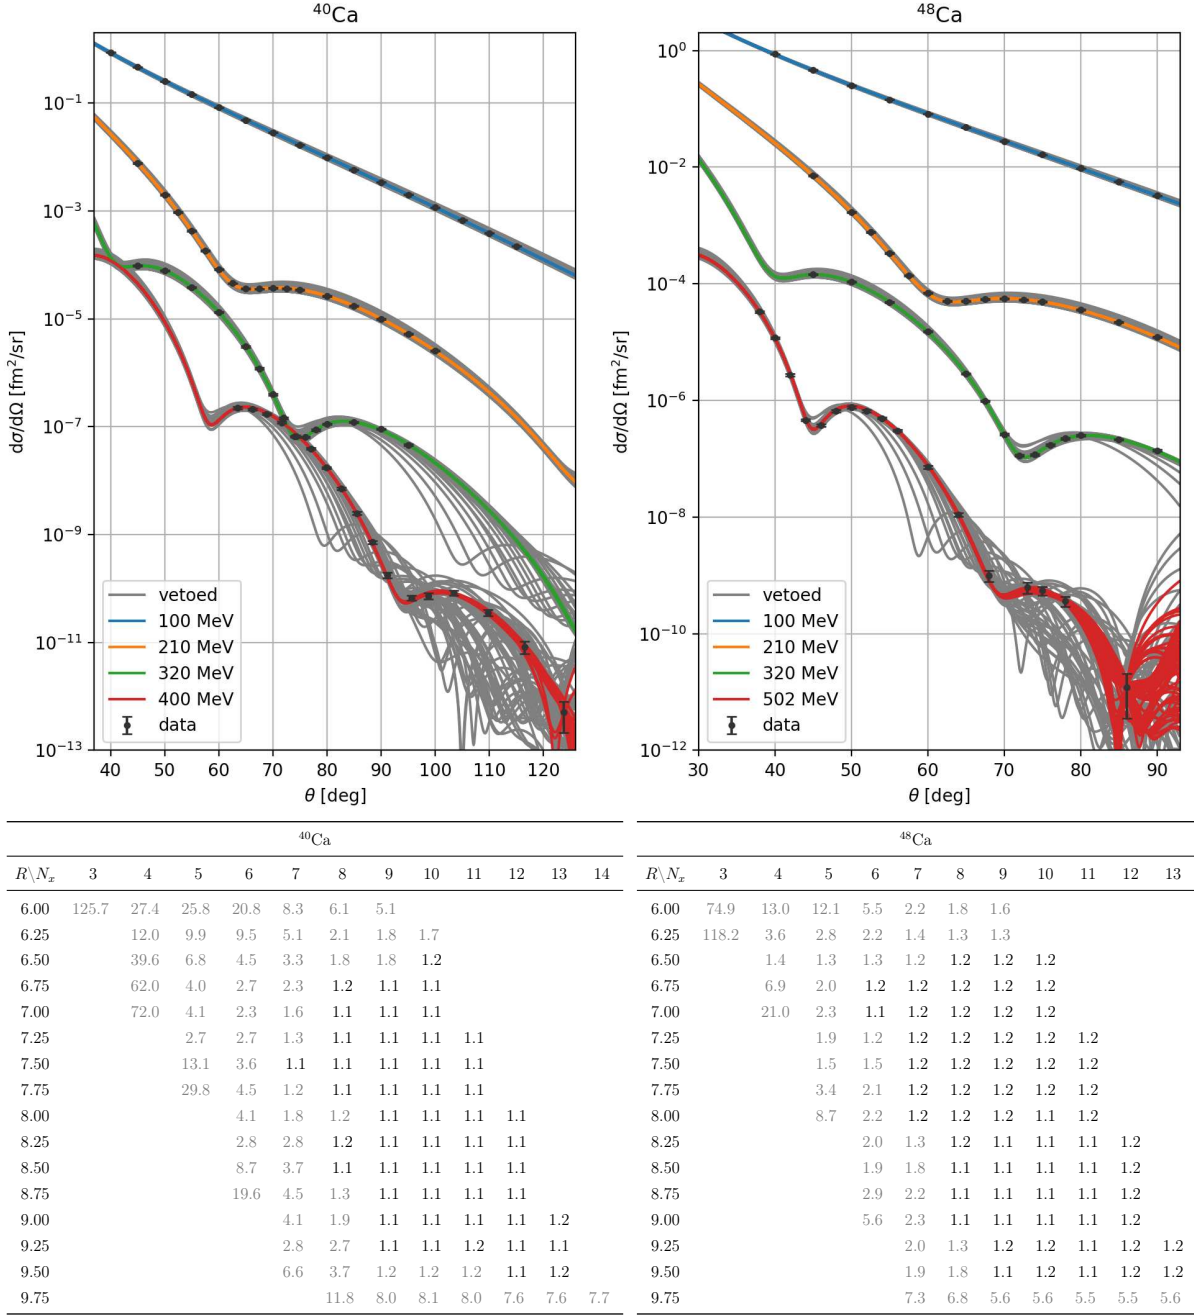 ⁴⁰Ca
10⁻¹
10⁻³
10⁻⁵
10⁻⁷
10⁻⁹
10⁻¹¹
10⁻¹³
dσ/dΩ [fm²/sr]
vetoed
100 MeV
210 MeV
320 MeV
400 MeV
data
40 50 60 70 80 90 100 110 120
θ [deg]
⁴⁸Ca
10⁰
10⁻²
10⁻⁴
10⁻⁶
10⁻⁸
10⁻¹⁰
10⁻¹²
dσ/dΩ [fm²/sr]
vetoed
100 MeV
210 MeV
320 MeV
502 MeV
data
30 40 50 60 70 80 90
θ [deg]
⁴⁰Ca
R\Nₓ 3 4 5 6 7 8 9 10 11 12 13 14
6.00 125.7 27.4 25.8 20.8 8.3 6.1 5.1
6.25 12.0 9.9 9.5 5.1 2.1 1.8 1.7
6.50 39.6 6.8 4.5 3.3 1.8 1.8 1.2
6.75 62.0 4.0 2.7 2.3 1.2 1.1 1.1
7.00 72.0 4.1 2.3 1.6 1.1 1.1 1.1
7.25 2.7 2.7 1.3 1.1 1.1 1.1 1.1
7.50 13.1 3.6 1.1 1.1 1.1 1.1 1.1
7.75 29.8 4.5 1.2 1.1 1.1 1.1 1.1
8.00 4.1 1.8 1.2 1.1 1.1 1.1 1.1
8.25 2.8 2.8 1.2 1.1 1.1 1.1 1.1
8.50 8.7 3.7 1.1 1.1 1.1 1.1 1.1
8.75 19.6 4.5 1.3 1.1 1.1 1.1 1.1
9.00 4.1 1.9 1.1 1.1 1.1 1.1 1.2
9.25 2.8 2.7 1.1 1.1 1.2 1.1 1.1
9.50 6.6 3.7 1.2 1.2 1.2 1.1 1.2
9.75 11.8 8.0 8.1 8.0 7.6 7.6 7.7
⁴⁸Ca
R\Nₓ 3 4 5 6 7 8 9 10 11 12 13
6.00 74.9 13.0 12.1 5.5 2.2 1.8 1.6
6.25 118.2 3.6 2.8 2.2 1.4 1.3 1.3
6.50 1.4 1.3 1.3 1.2 1.2 1.2 1.2
6.75 6.9 2.0 1.2 1.2 1.2 1.2 1.2
7.00 21.0 2.3 1.1 1.2 1.2 1.2 1.2
7.25 1.9 1.2 1.2 1.2 1.2 1.2 1.2
7.50 1.5 1.5 1.2 1.2 1.2 1.2 1.2
7.75 3.4 2.1 1.2 1.2 1.2 1.2 1.2
8.00 8.7 2.2 1.2 1.2 1.2 1.1 1.2
8.25 2.0 1.3 1.2 1.1 1.1 1.1 1.2
8.50 1.9 1.8 1.1 1.1 1.1 1.1 1.2
8.75 2.9 2.2 1.1 1.1 1.1 1.1 1.2
9.00 5.6 2.3 1.1 1.1 1.1 1.1 1.2
9.25 2.0 1.3 1.2 1.2 1.1 1.2 1.2
9.50 1.9 1.8 1.1 1.2 1.1 1.2 1.2
9.75 7.3 6.8 5.6 5.6 5.5 5.5 5.6